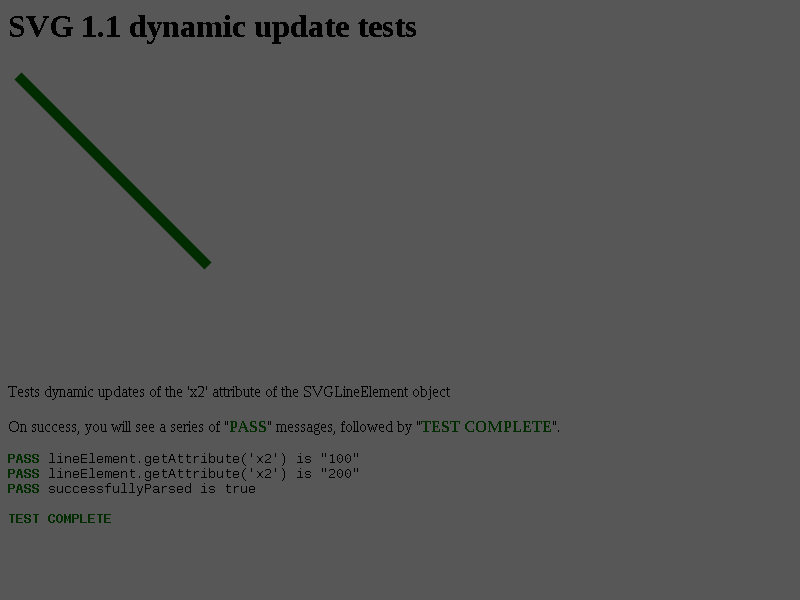 SVG 1.1 dynamic update tests
Tests dynamic updates of the 'x2' attribute of the SVGLineElement object
On success, you will see a series of "PASS" messages, followed by "TEST COMPLETE".
PASS lineElement.getAttribute('x2') is "100"
PASS lineElement.getAttribute('x2') is "200"
PASS successfullyParsed is true
TEST COMPLETE